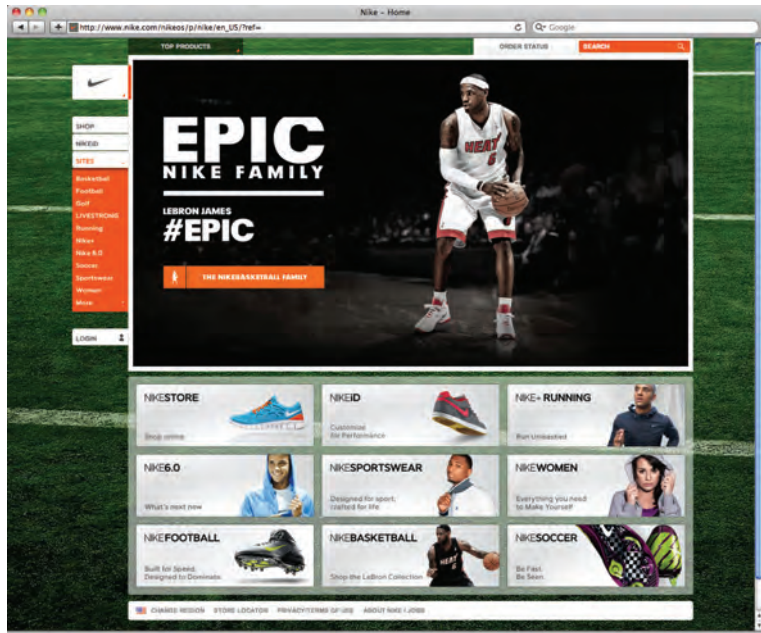 Nike – Home
http://www.nike.com/nikeos/p/nike/en_US/?ref=
Google
TOP PRODUCTS
ORDER STATUS
SEARCH
SHOP
NIKEiD
SITES
Basketball
Football
Golf
LIVESTRONG
Running
Nike+
Nike 6.0
Soccer
Sportswear
Women
More
LOGIN
EPIC
NIKE FAMILY
LEBRON JAMES
#EPIC
THE NIKEBASKETBALL FAMILY
HEAT
6
NIKESTORE
Shop online
NIKEiD
Customize
for Performance
NIKE+ RUNNING
Run Unleashed
NIKE6.0
What's next now
NIKESPORTSWEAR
Designed for sport,
crafted for life
NIKEWOMEN
Everything you need
to Make Yourself
NIKEFOOTBALL
Built for Speed.
Designed to Dominate.
NIKEBASKETBALL
Shop the LeBron Collection
HEAT
NIKESOCCER
Be Fast.
Be Seen.
CHANGE REGION STORE LOCATOR PRIVACY/TERMS OF USE ABOUT NIKE / JOBS